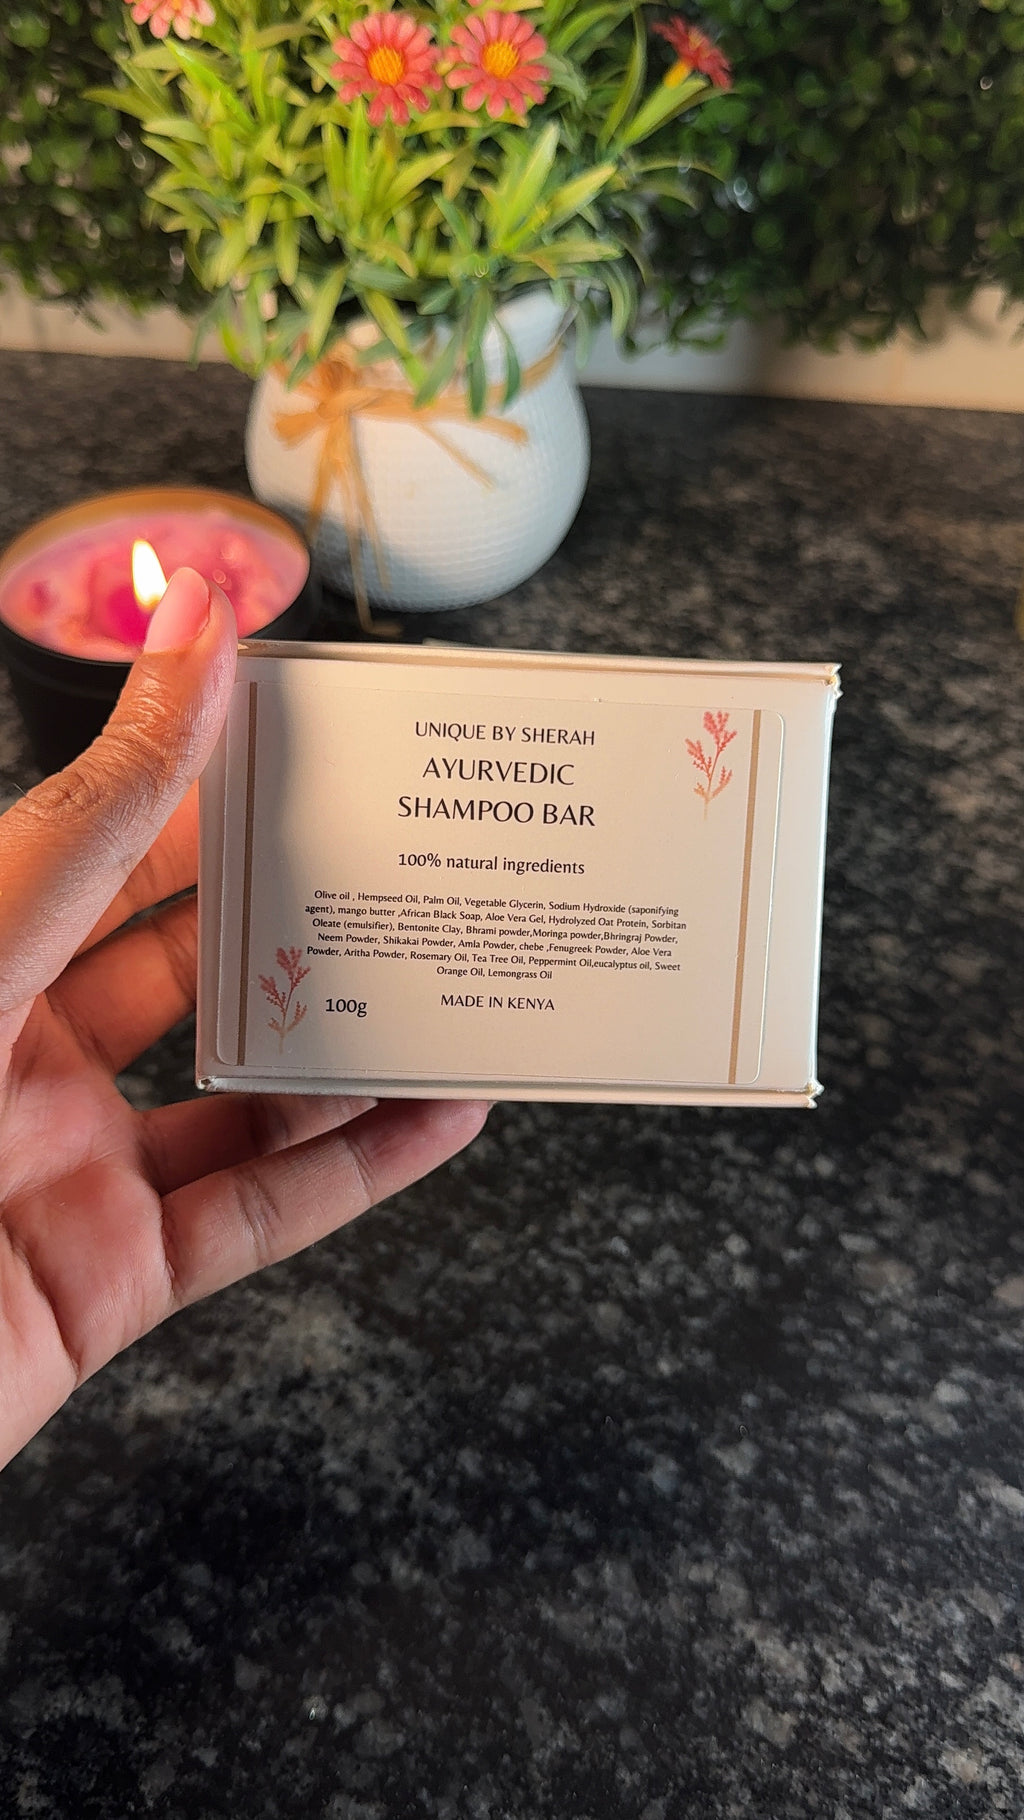 UNIQUE BY SHERAH
AYURVEDIC
SHAMPOO BAR
100% natural ingredients
Olive oil , Hempseed Oil, Palm Oil, Vegetable Glycerin, Sodium Hydroxide (saponifying
agent), mango butter ,African Black Soap, Aloe Vera Gel, Hydrolyzed Oat Protein, Sorbitan
Oleate (emulsifier), Bentonite Clay, Bhrami powder,Moringa powder,Bhringraj Powder,
Neem Powder, Shikakai Powder, Amla Powder, chebe ,Fenugreek Powder, Aloe Vera
Powder, Aritha Powder, Rosemary Oil, Tea Tree Oil, Peppermint Oil,eucalyptus oil, Sweet
Orange Oil, Lemongrass Oil
100g
MADE IN KENYA